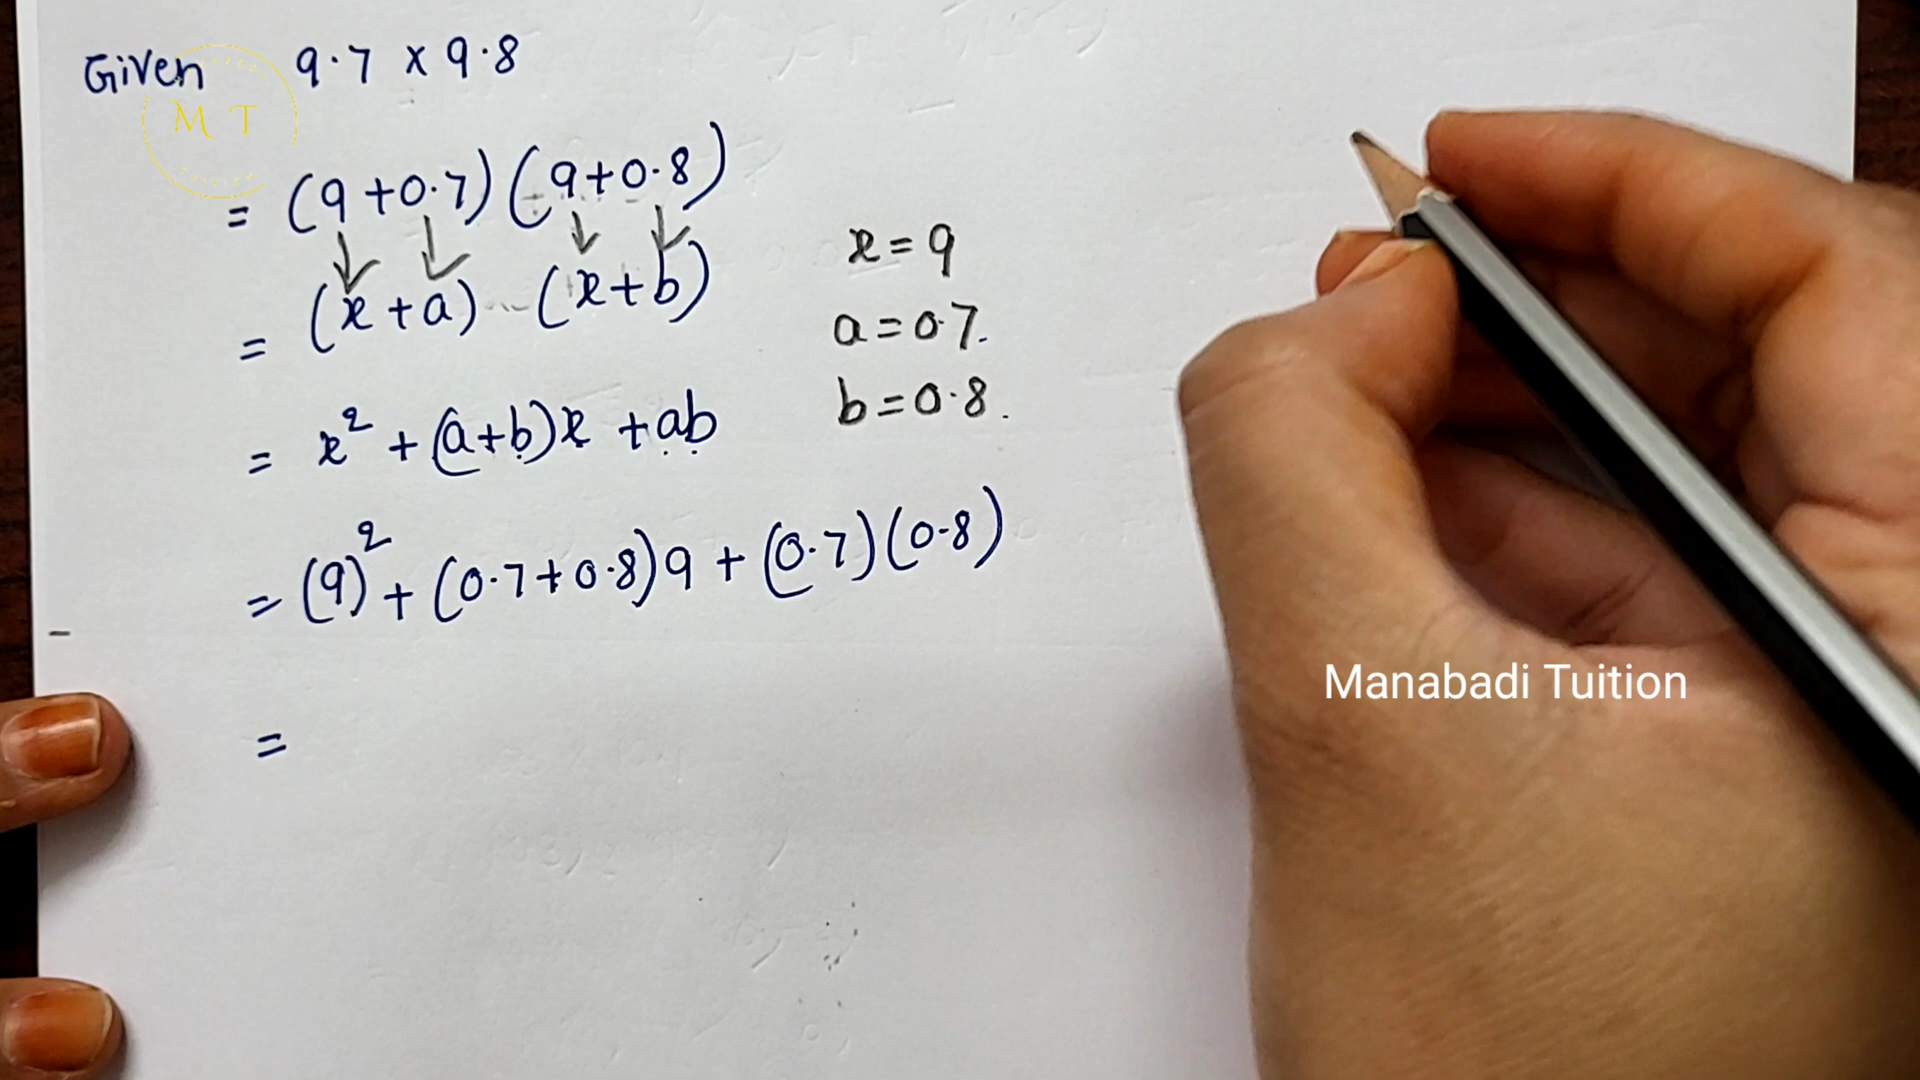 Given 9.7 x 9.8
M T
= (9+0.7)(9+0.8)
= (x+a) (x+b)
x = 9
a = 0.7.
b = 0.8.
= x² + (a+b)x + ab
= (9)² + (0.7+0.8)9 + (0.7)(0.8)
=
Manabadi Tuition